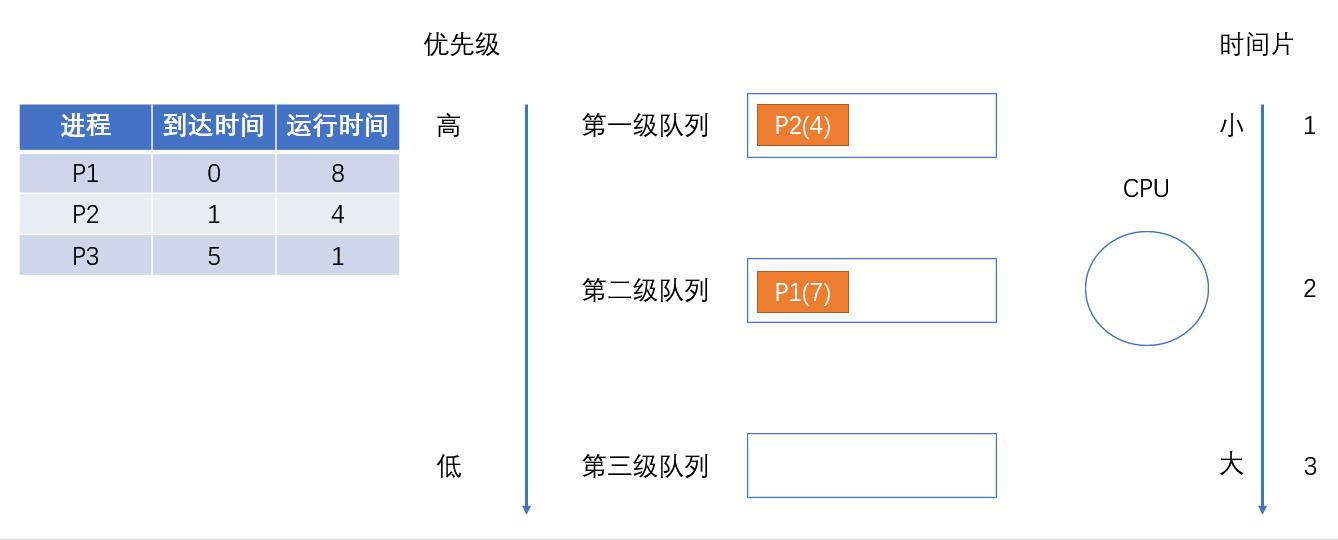 优先级
时间片
进程 到达时间 运行时间
P1 0 8
P2 1 4
P3 5 1
高
第一级队列
P2(4)
小
1
CPU
第二级队列
P1(7)
2
低
第三级队列
大
3